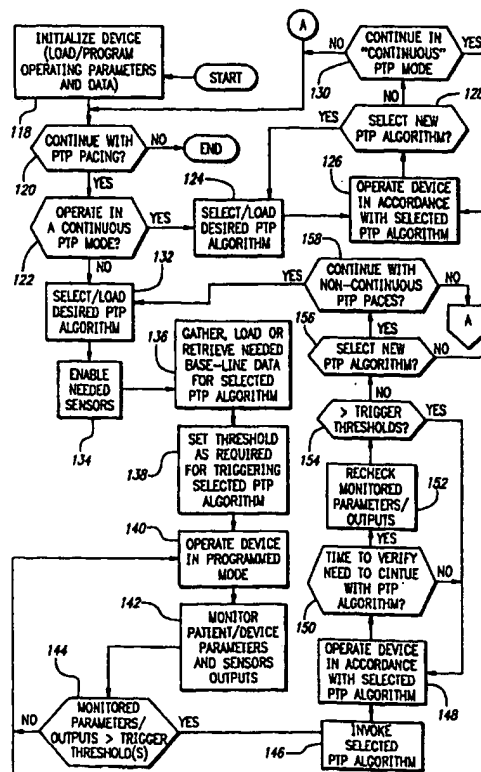 INITIALIZE DEVICE
(LOAD/PROGRAM
OPERATING PARAMETERS
AND DATA)
118
START
A
CONTINUE WITH
PTP PACING?
120
NO
END
YES
OPERATE IN
A CONTINUOUS
PTP MODE?
122
YES
NO
124
SELECT/LOAD
DESIRED PTP
ALGORITHM
NO
CONTINUE IN
"CONTINUOUS"
PTP MODE
YES
130
NO
128
YES
SELECT NEW
PTP ALGORITHM?
126
OPERATE DEVICE
IN ACCORDANCE
WITH SELECTED
PTP ALGORITHM
132
SELECT/LOAD
DESIRED PTP
ALGORITHM
ENABLE
NEEDED
SENSORS
134
136
GATHER, LOAD OR
RETRIEVE NEEDED
BASE-LINE DATA
FOR SELECTED
PTP ALGORITHM
138
SET THRESHOLD
AS REQUIRED
FOR TRIGGERING
SELECTED PTP
ALGORITHM
140
OPERATE DEVICE
IN PROGRAMMED
MODE
142
MONITOR
PATIENT/DEVICE
PARAMETERS
AND SENSORS
OUTPUTS
144
MONITORED
PARAMETERS/
OUTPUTS > TRIGGER
THRESHOLD(S)
NO
YES
146
INVOKE
SELECTED
PTP ALGORITHM
OPERATE DEVICE
IN ACCORDANCE
WITH SELECTED
PTP ALGORITHM
148
TIME TO VERIFY
NEED TO CINTUE
WITH PTP
ALGORITHM?
150
NO
YES
RECHECK
MONITORED
PARAMETERS/
OUTPUTS
152
> TRIGGER
THRESHOLDS?
154
YES
NO
156
SELECT NEW
PTP ALGORITHM?
NO
YES
158
YES
CONTINUE WITH
NON-CONTINUOUS
PTP PACES?
NO
A